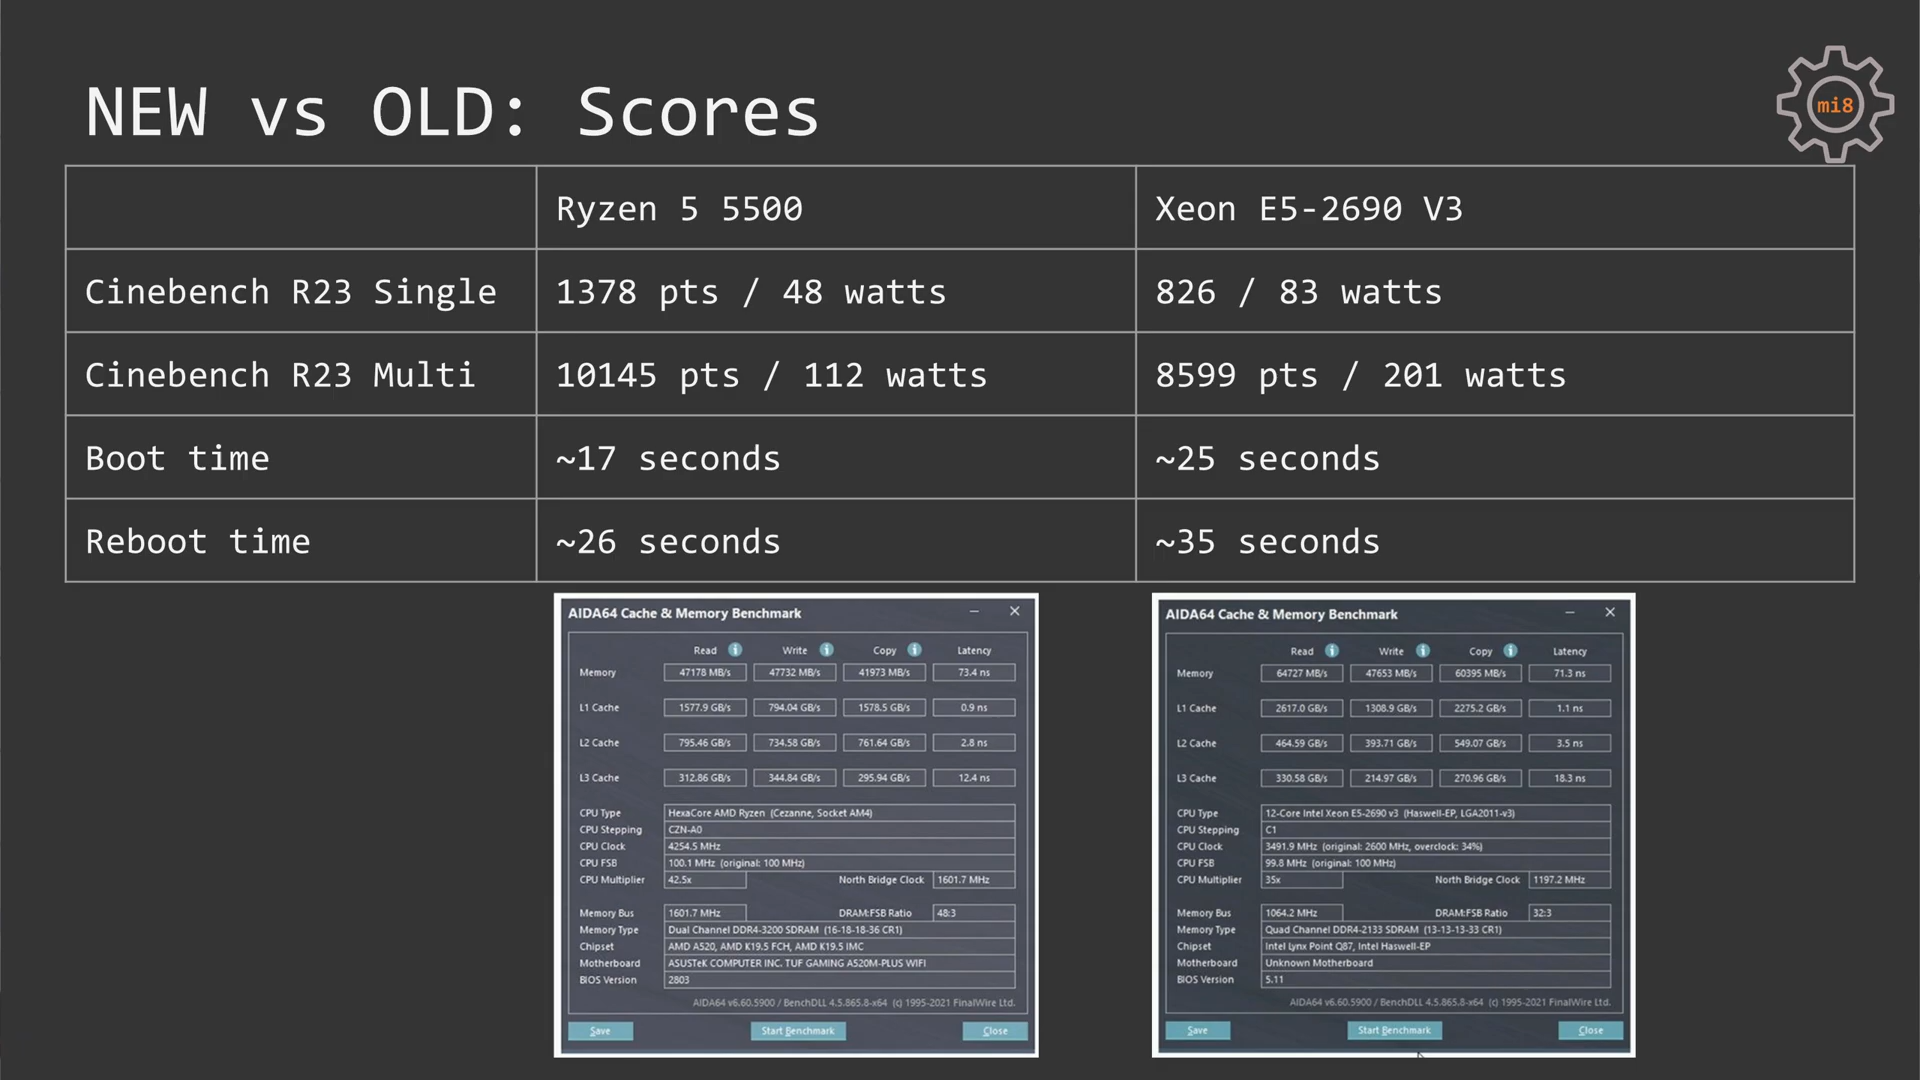 NEW vs OLD: Scores
mi8
Ryzen 5 5500 Xeon E5-2690 V3
Cinebench R23 Single 1378 pts / 48 watts 826 / 83 watts
Cinebench R23 Multi 10145 pts / 112 watts 8599 pts / 201 watts
Boot time ~17 seconds ~25 seconds
Reboot time ~26 seconds ~35 seconds
AIDA64 Cache & Memory Benchmark
Read Write Copy Latency
Memory 47178 MB/s 47732 MB/s 41973 MB/s 73.4 ns
L1 Cache 1577.9 GB/s 794.04 GB/s 1578.5 GB/s 0.9 ns
L2 Cache 795.46 GB/s 734.58 GB/s 761.64 GB/s 2.8 ns
L3 Cache 312.86 GB/s 344.84 GB/s 295.94 GB/s 12.4 ns
CPU Type HexaCore AMD Ryzen (Cezanne, Socket AM4)
CPU Stepping CZN-A0
CPU Clock 4254.5 MHz
CPU FSB 100.1 MHz (original: 100 MHz)
CPU Multiplier 42.5x North Bridge Clock 1601.7 MHz
Memory Bus 1601.7 MHz DRAM:FSB Ratio 48:3
Memory Type Dual Channel DDR4-3200 SDRAM (16-18-18-36 CR1)
Chipset AMD A520, AMD K19.5 FCH, AMD K19.5 IMC
Motherboard ASUSTeK COMPUTER INC. TUF GAMING A520M-PLUS WIFI
BIOS Version 2803
AIDA64 v6.60.5900 / BenchDLL 4.5.865.8-x64 (c) 1995-2021 FinalWire Ltd.
Save Start Benchmark Close
AIDA64 Cache & Memory Benchmark
Read Write Copy Latency
Memory 64727 MB/s 47653 MB/s 60395 MB/s 71.3 ns
L1 Cache 2617.0 GB/s 1308.9 GB/s 2275.2 GB/s 1.1 ns
L2 Cache 464.59 GB/s 393.71 GB/s 549.07 GB/s 3.5 ns
L3 Cache 330.58 GB/s 214.97 GB/s 270.96 GB/s 18.3 ns
CPU Type 12-Core Intel Xeon E5-2690 v3 (Haswell-EP, LGA2011-v3)
CPU Stepping C1
CPU Clock 3491.9 MHz (original: 2600 MHz, overclock: 34%)
CPU FSB 99.8 MHz (original: 100 MHz)
CPU Multiplier 35x North Bridge Clock 1197.2 MHz
Memory Bus 1064.2 MHz DRAM:FSB Ratio 32:3
Memory Type Quad Channel DDR4-2133 SDRAM (13-13-13-33 CR1)
Chipset Intel Lynx Point Q87, Intel Haswell-EP
Motherboard Unknown Motherboard
BIOS Version 5.11
AIDA64 v6.60.5900 / BenchDLL 4.5.865.8-x64 (c) 1995-2021 FinalWire Ltd.
Save Start Benchmark Close